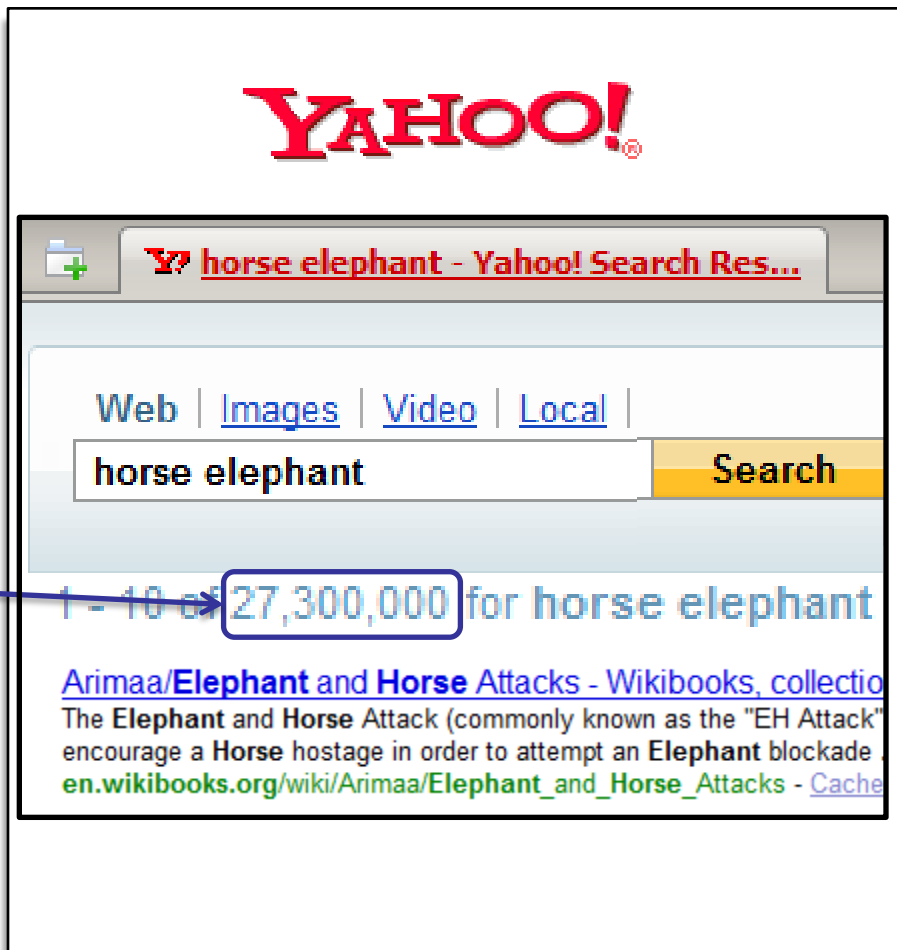 YAHOO!®
Y? horse elephant - Yahoo! Search Res...
Web | Images | Video | Local |
horse elephant Search
1 - 10 of 27,300,000 for horse elephant
Arimaa/Elephant and Horse Attacks - Wikibooks, collectio
The Elephant and Horse Attack (commonly known as the "EH Attack"
encourage a Horse hostage in order to attempt an Elephant blockade .
en.wikibooks.org/wiki/Arimaa/Elephant_and_Horse_Attacks - Cache